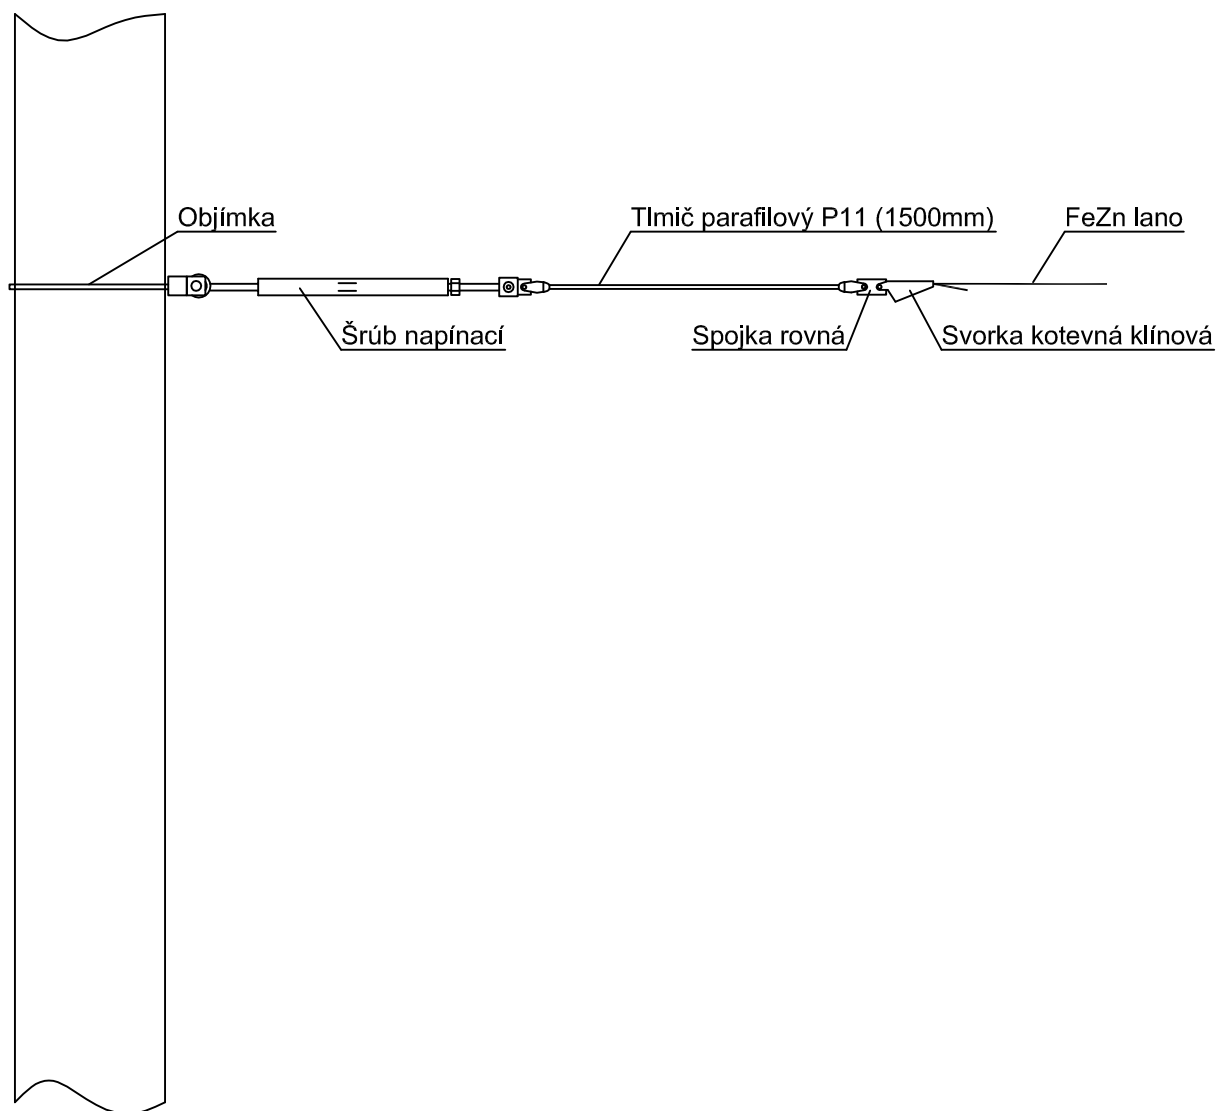 Objímka
Tlmič parafilový P11 (1500mm)
FeZn lano
Šrúb napínací
Spojka rovná
Svorka kotevná klínová